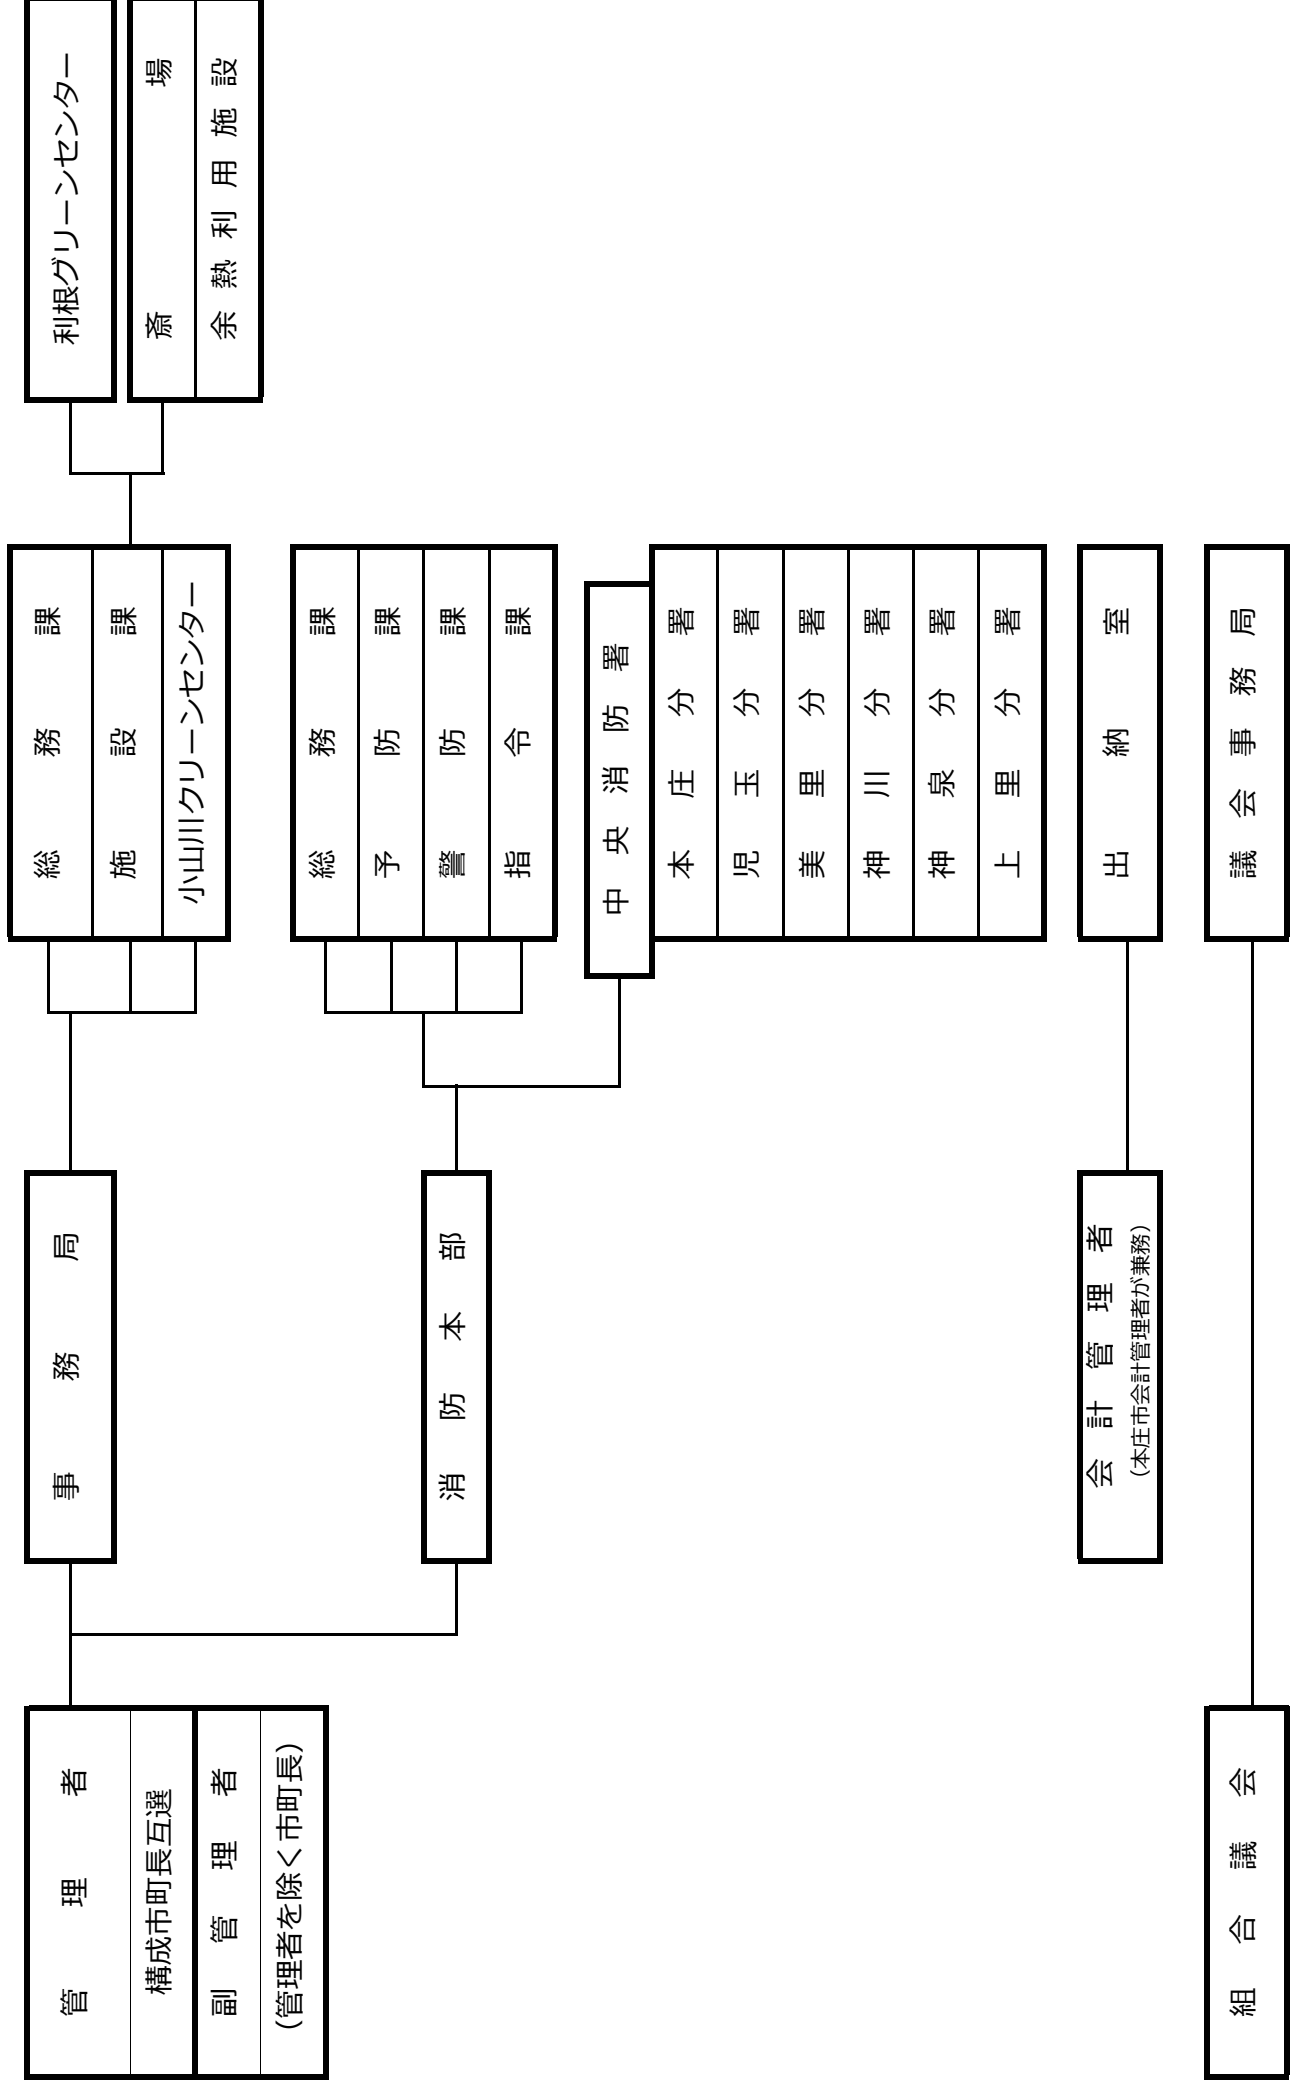 管理者
構成市町長互選
副管理者
（管理者を除く市町長）
事務局
総務課
施設課
小山川クリーンセンター
利根グリーンセンター
斎場
余熱利用施設
消防本部
総務課
予防課
警防課
指令課
中央消防署
本庄分署
児玉分署
美里分署
神川分署
神泉分署
上里分署
会計管理者
（本庄市会計管理者が兼務）
出納室
組合議会
議会事務局